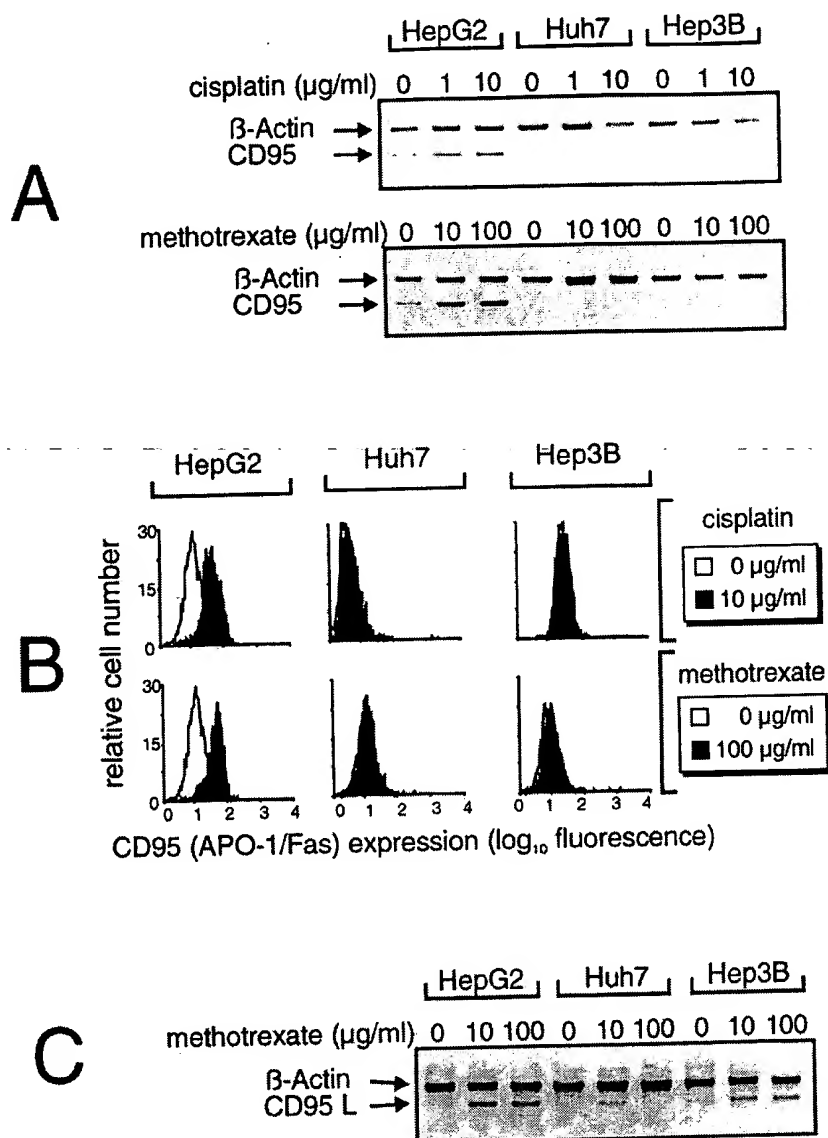 A
HepG2 Huh7 Hep3B
cisplatin (µg/ml) 0 1 10 0 1 10 0 1 10
ß-Actin
CD95
methotrexate (µg/ml) 0 10 100 0 10 100 0 10 100
ß-Actin
CD95
B
HepG2 Huh7 Hep3B
relative cell number
30
15
0
cisplatin
0 µg/ml
10 µg/ml
30
15
0
methotrexate
0 µg/ml
100 µg/ml
0 1 2 3 4 0 1 2 3 4 0 1 2 3 4
CD95 (APO-1/Fas) expression (log₁₀ fluorescence)
C
HepG2 Huh7 Hep3B
methotrexate (µg/ml) 0 10 100 0 10 100 0 10 100
ß-Actin
CD95 L